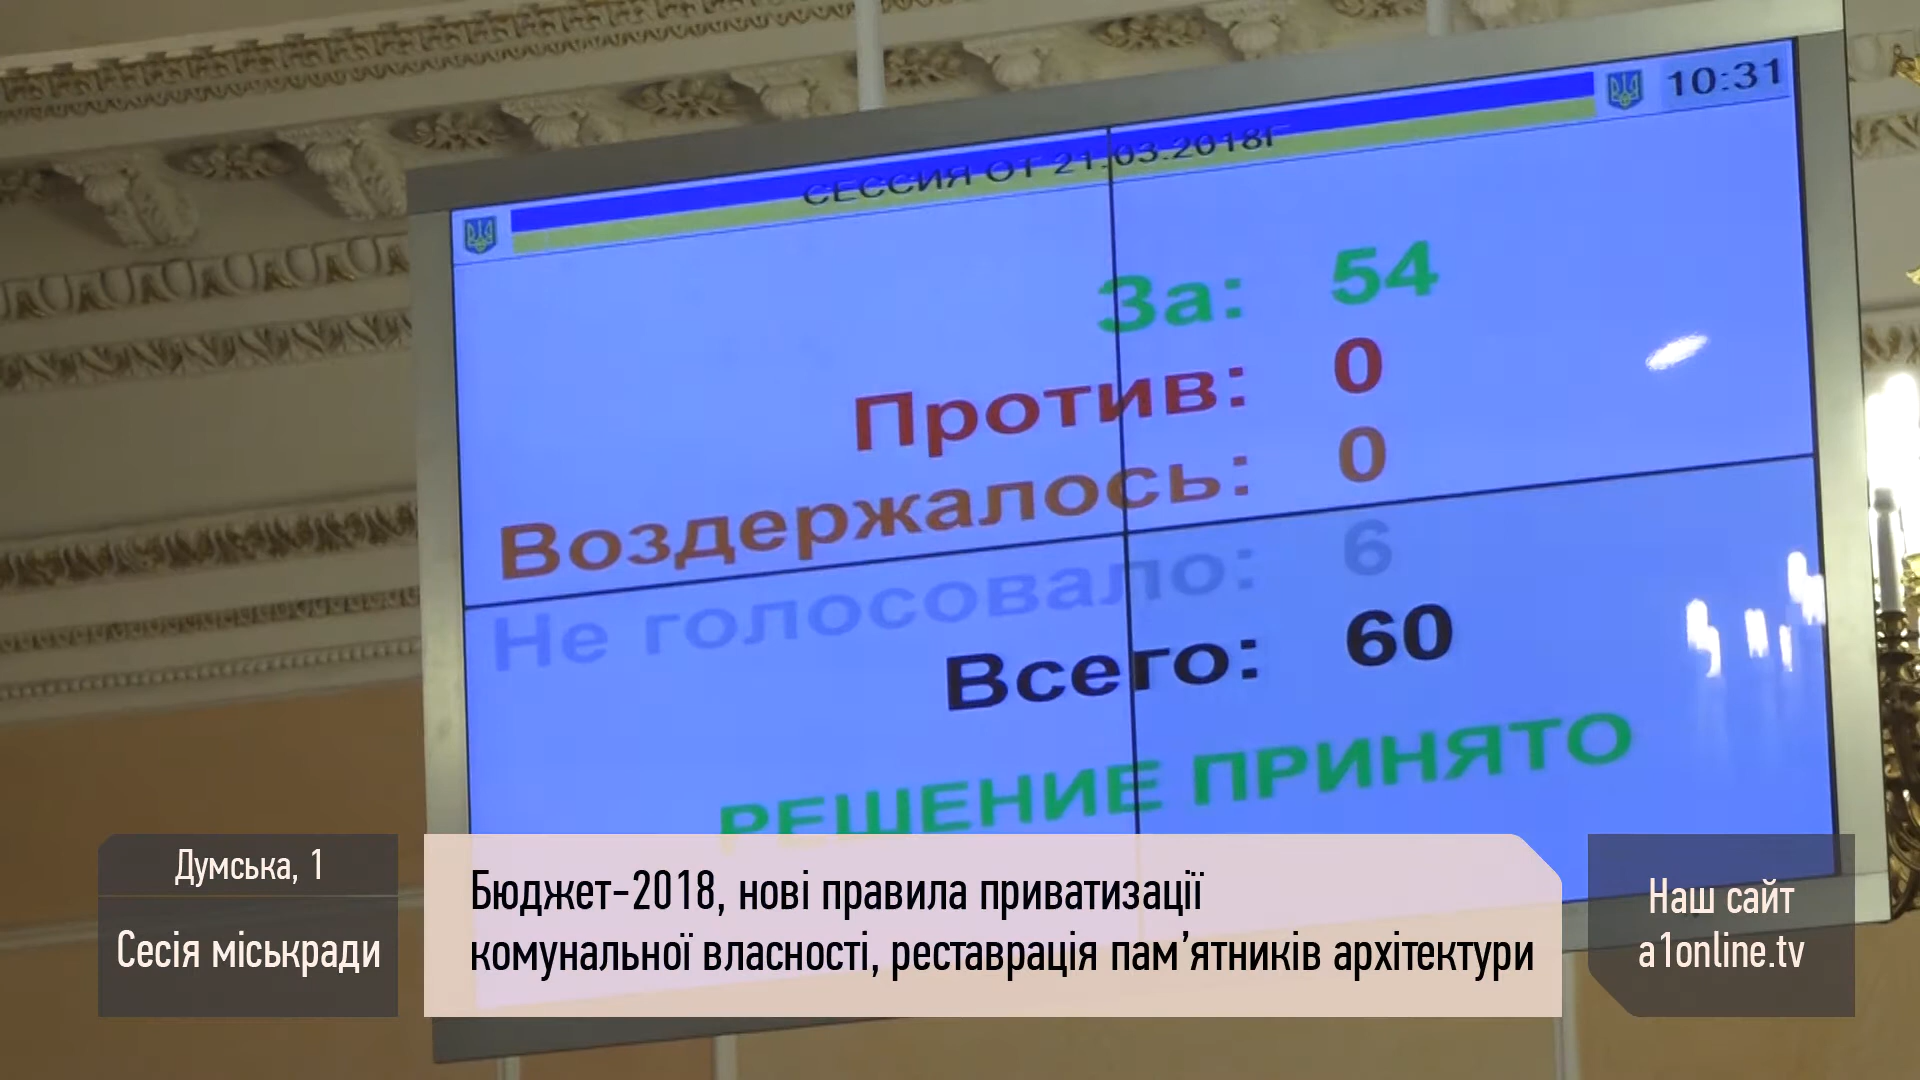 10:31
СЕССИЯ ОТ 21.03.2018Г
За: 54
Против: 0
Воздержалось: 0
Не голосовало: 6
Всего: 60
РЕШЕНИЕ ПРИНЯТО
Думська, 1
Сесія міськради
Бюджет-2018, нові правила приватизації
комунальної власності, реставрація пам’ятників архітектури
Наш сайт
a1online.tv